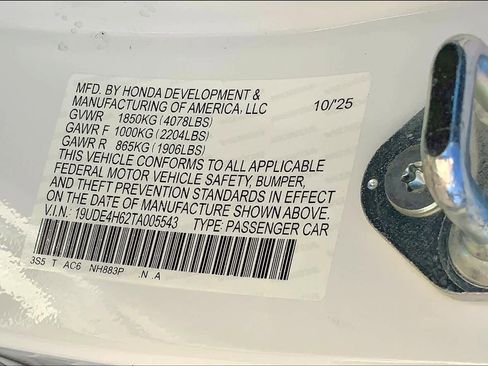 MFD. BY HONDA DEVELOPMENT &
MANUFACTURING OF AMERICA, LLC 10/'25
GVWR 1850KG (4078LBS)
GAWR F 1000KG (2204LBS)
GAWR R 865KG (1906LBS)
THIS VEHICLE CONFORMS TO ALL APPLICABLE
FEDERAL MOTOR VEHICLE SAFETY, BUMPER,
AND THEFT PREVENTION STANDARDS IN EFFECT
ON THE DATE OF MANUFACTURE SHOWN ABOVE.
V.I.N.: 19UDE4H62TA005543 TYPE: PASSENGER CAR
3S5 T AC6 NH883P .N .A